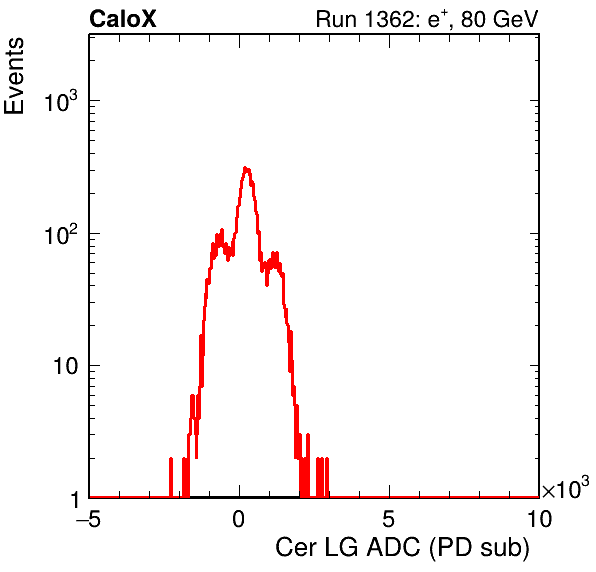 CaloX
Run 1362: e⁺, 80 GeV
Events
10³
10²
10
1
−5
0
5
10
×10³
Cer LG ADC (PD sub)